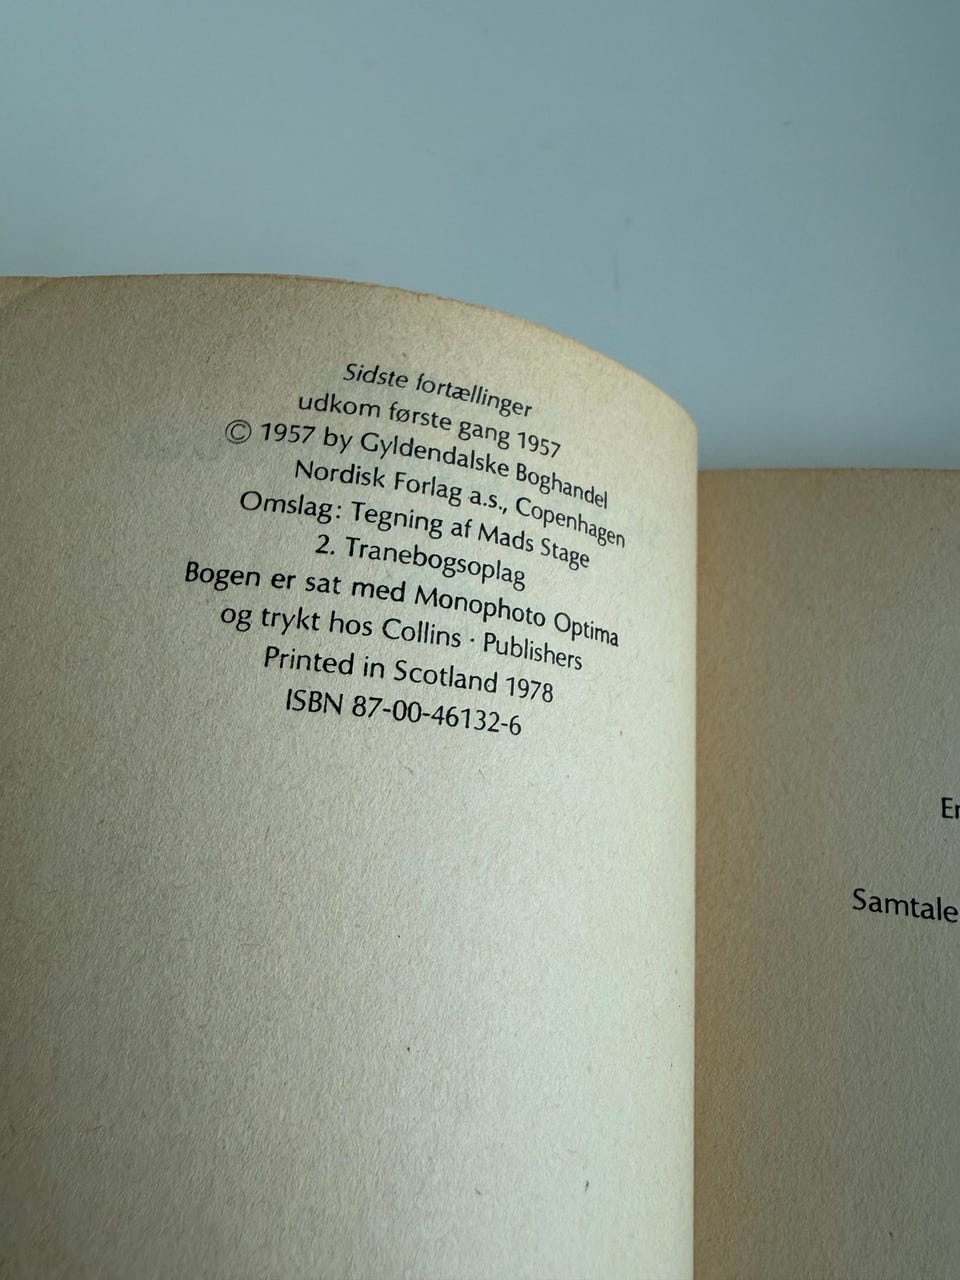 Sidste fortællinger
udkom første gang 1957
© 1957 by Gyldendalske Boghandel
Nordisk Forlag a.s., Copenhagen
Omslag: Tegning af Mads Stage
2. Tranebogsoplag
Bogen er sat med Monophoto Optima
og trykt hos Collins · Publishers
Printed in Scotland 1978
ISBN 87-00-46132-6
Samtale